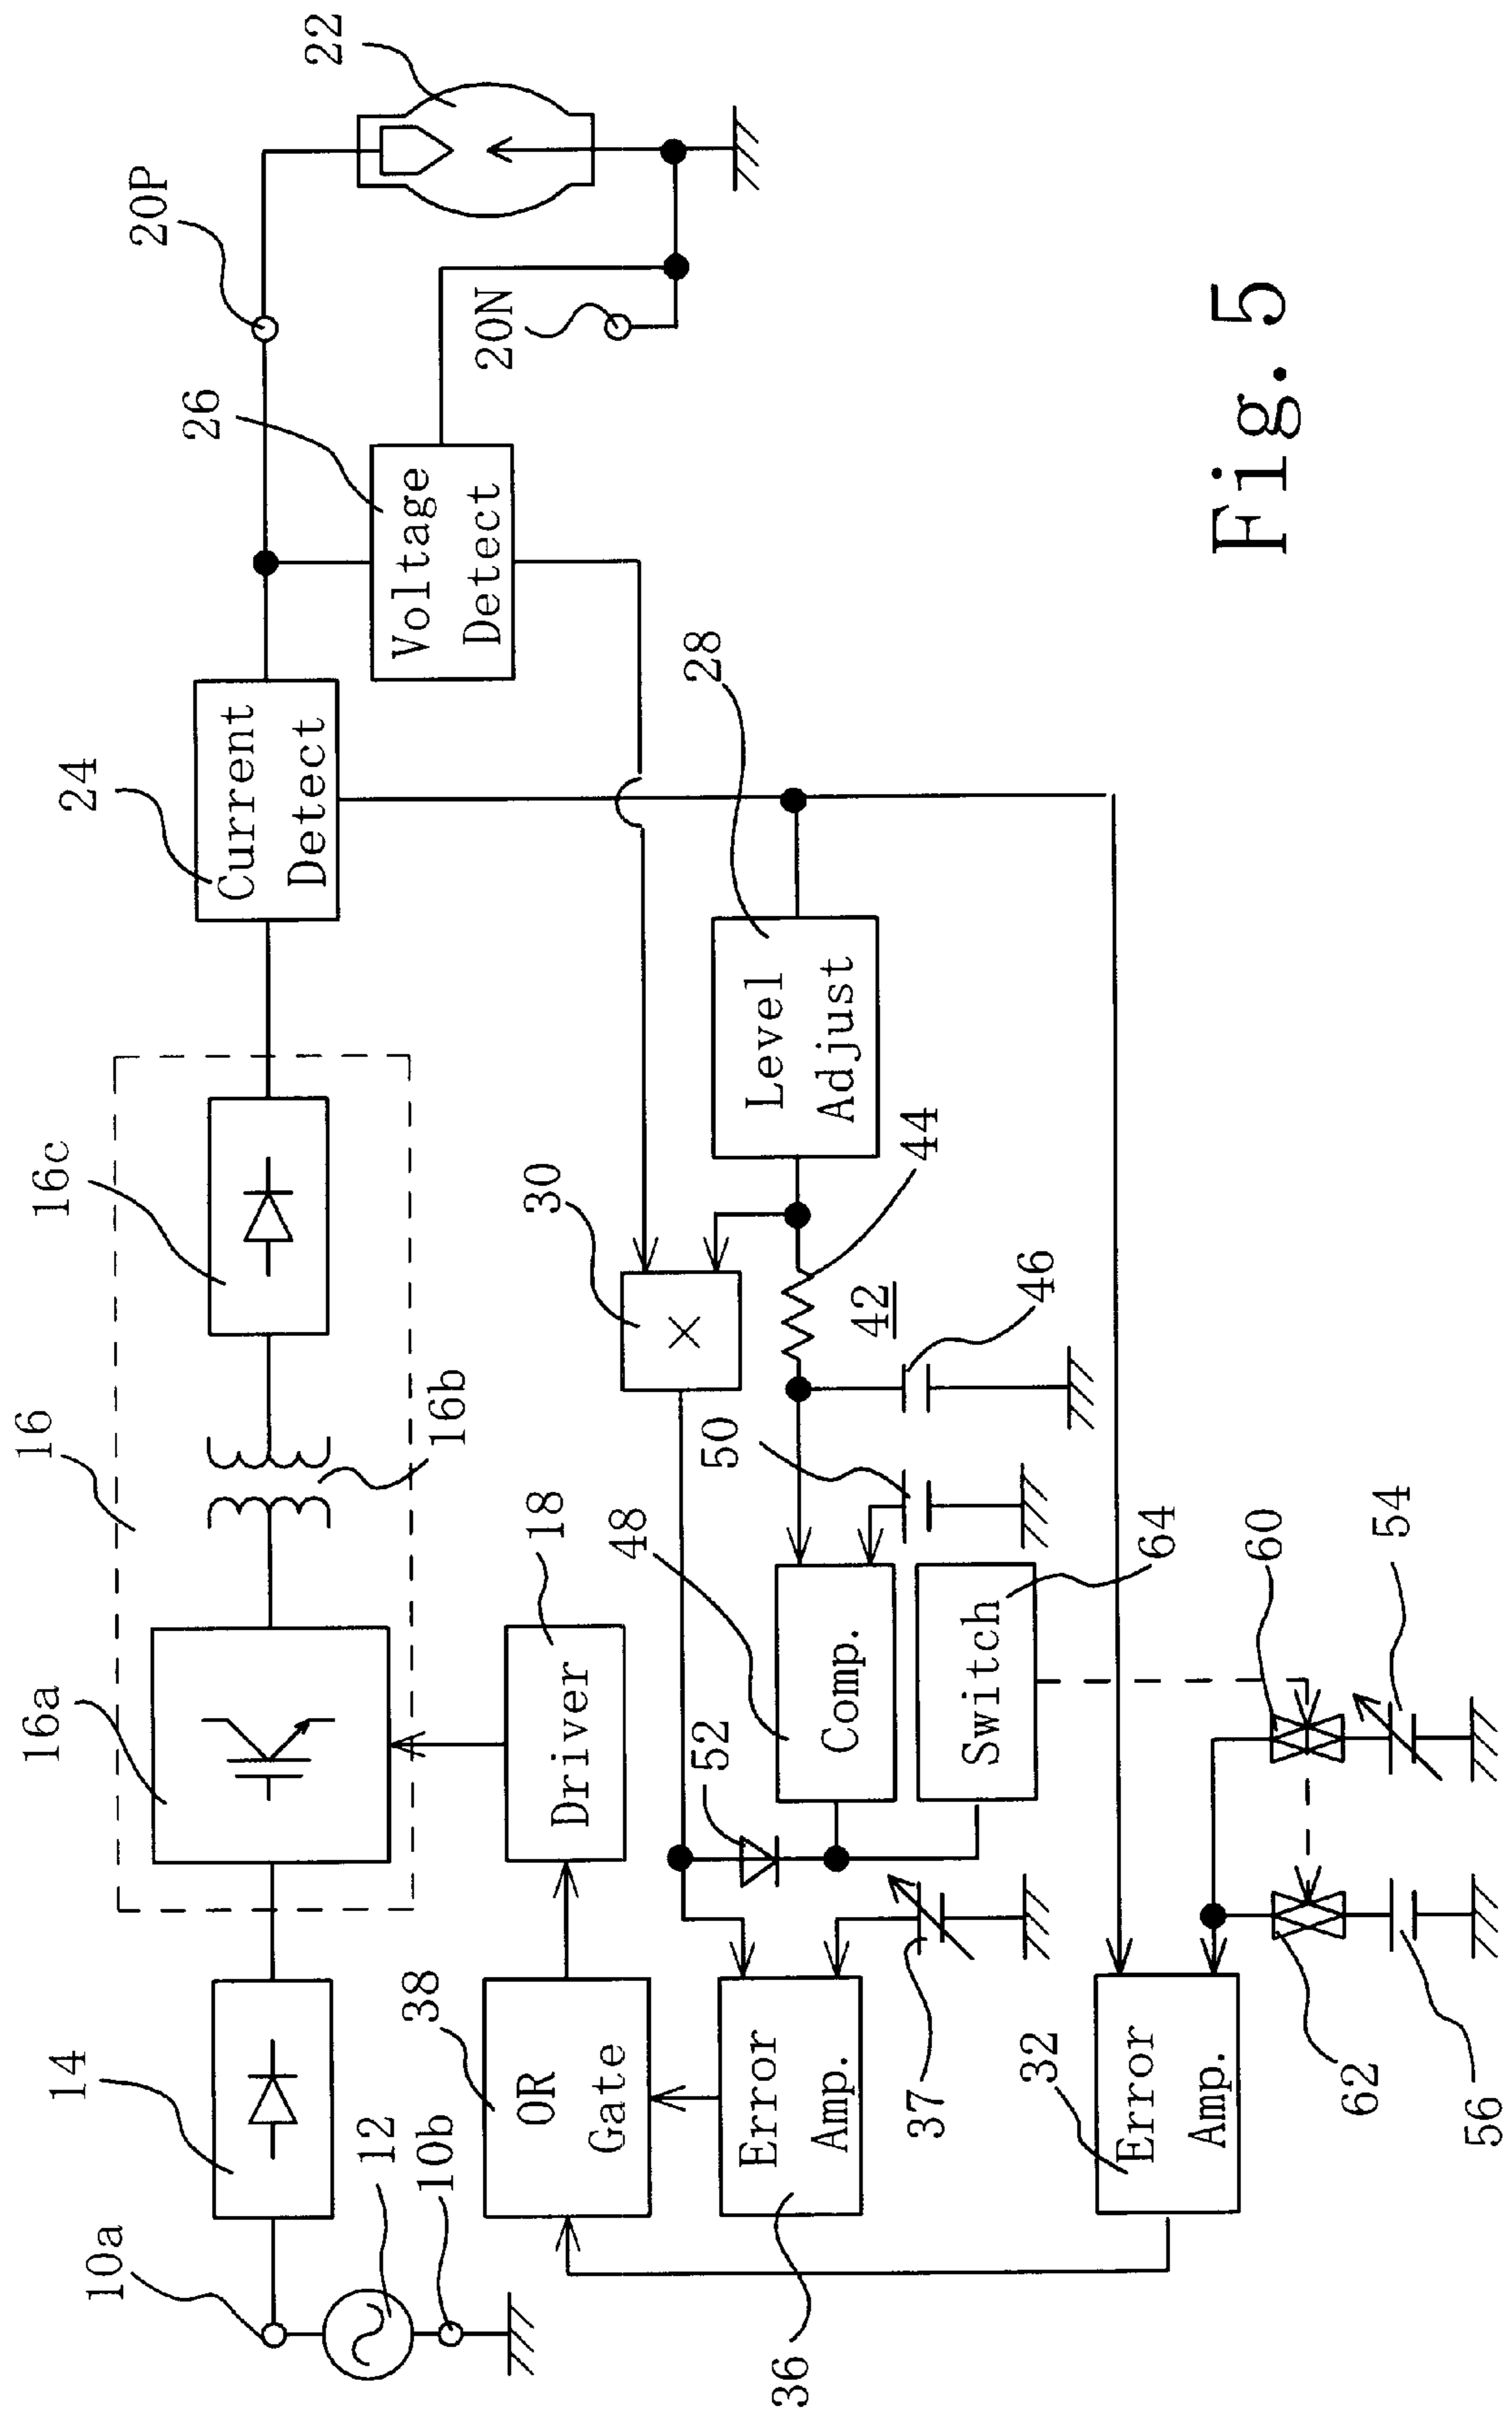 10a
12
10b
14
16
16a
16b
16c
24
Current
Detect
26
Voltage
Detect
20P
20N
22
18
Driver
38
OR
Gate
30
×
28
Level
Adjust
44
42
46
50
48
Comp.
52
64
Switch
36
Error
Amp.
37
32
Error
Amp.
60
54
62
56
Fig. 5